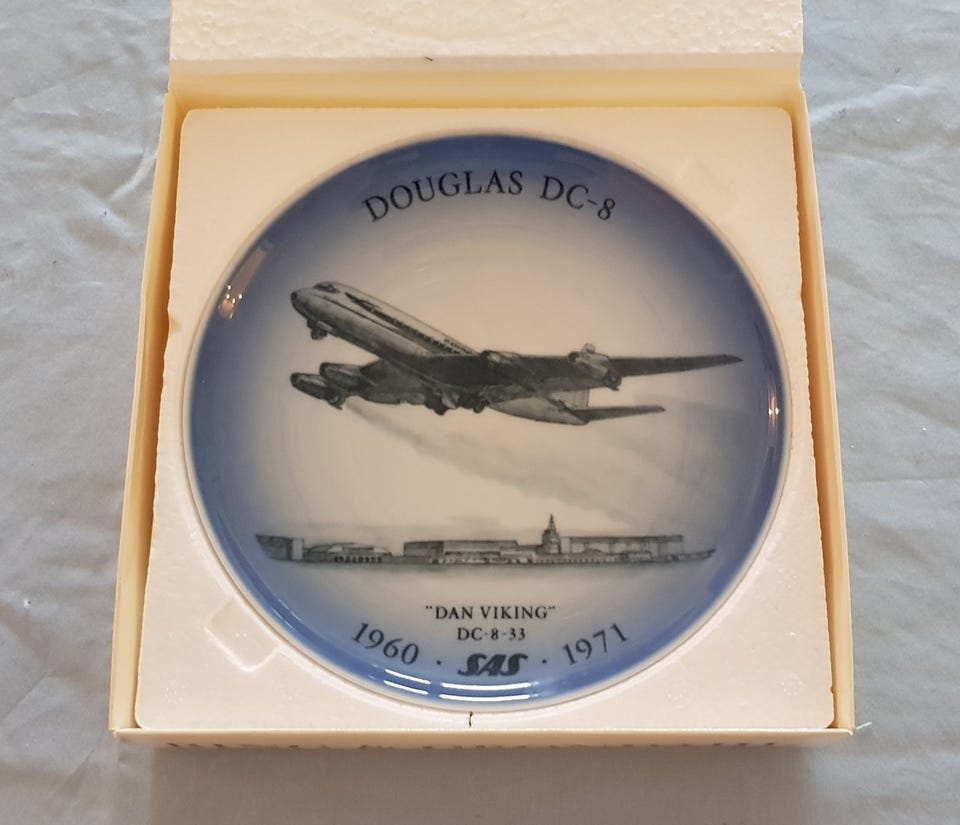 DOUGLAS DC-8
"DAN VIKING"
DC-8-33
1960 · SAS · 1971